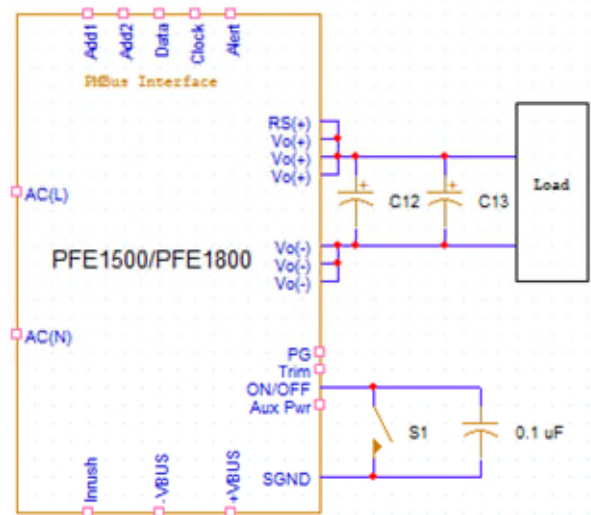 Add1
Add2
Data
Clock
Alert
PMBus Interface
RS(+)
Vo(+)
Vo(+)
Vo(+)
C12
C13
Load
AC(L)
PFE1500/PFE1800
Vo(-)
Vo(-)
Vo(-)
AC(N)
PG
Trim
ON/OFF
Aux Pwr
S1
0.1 uF
SGND
Inrush
-VBUS
+VBUS